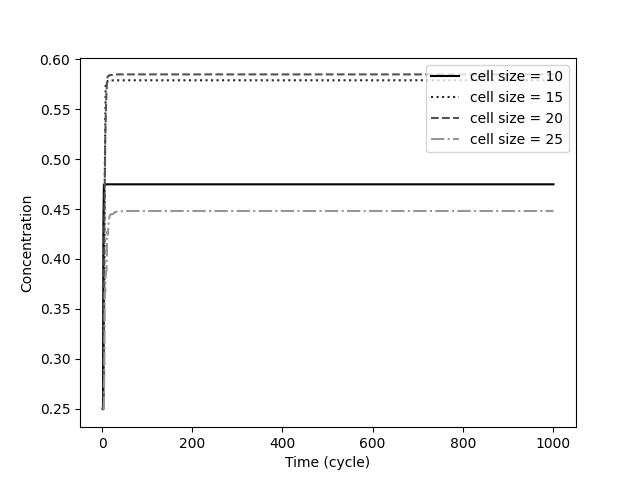 0.60
0.55
0.50
0.45
0.40
0.35
0.30
0.25
Concentration
0
200
400
600
800
1000
Time (cycle)
cell size = 10
cell size = 15
cell size = 20
cell size = 25